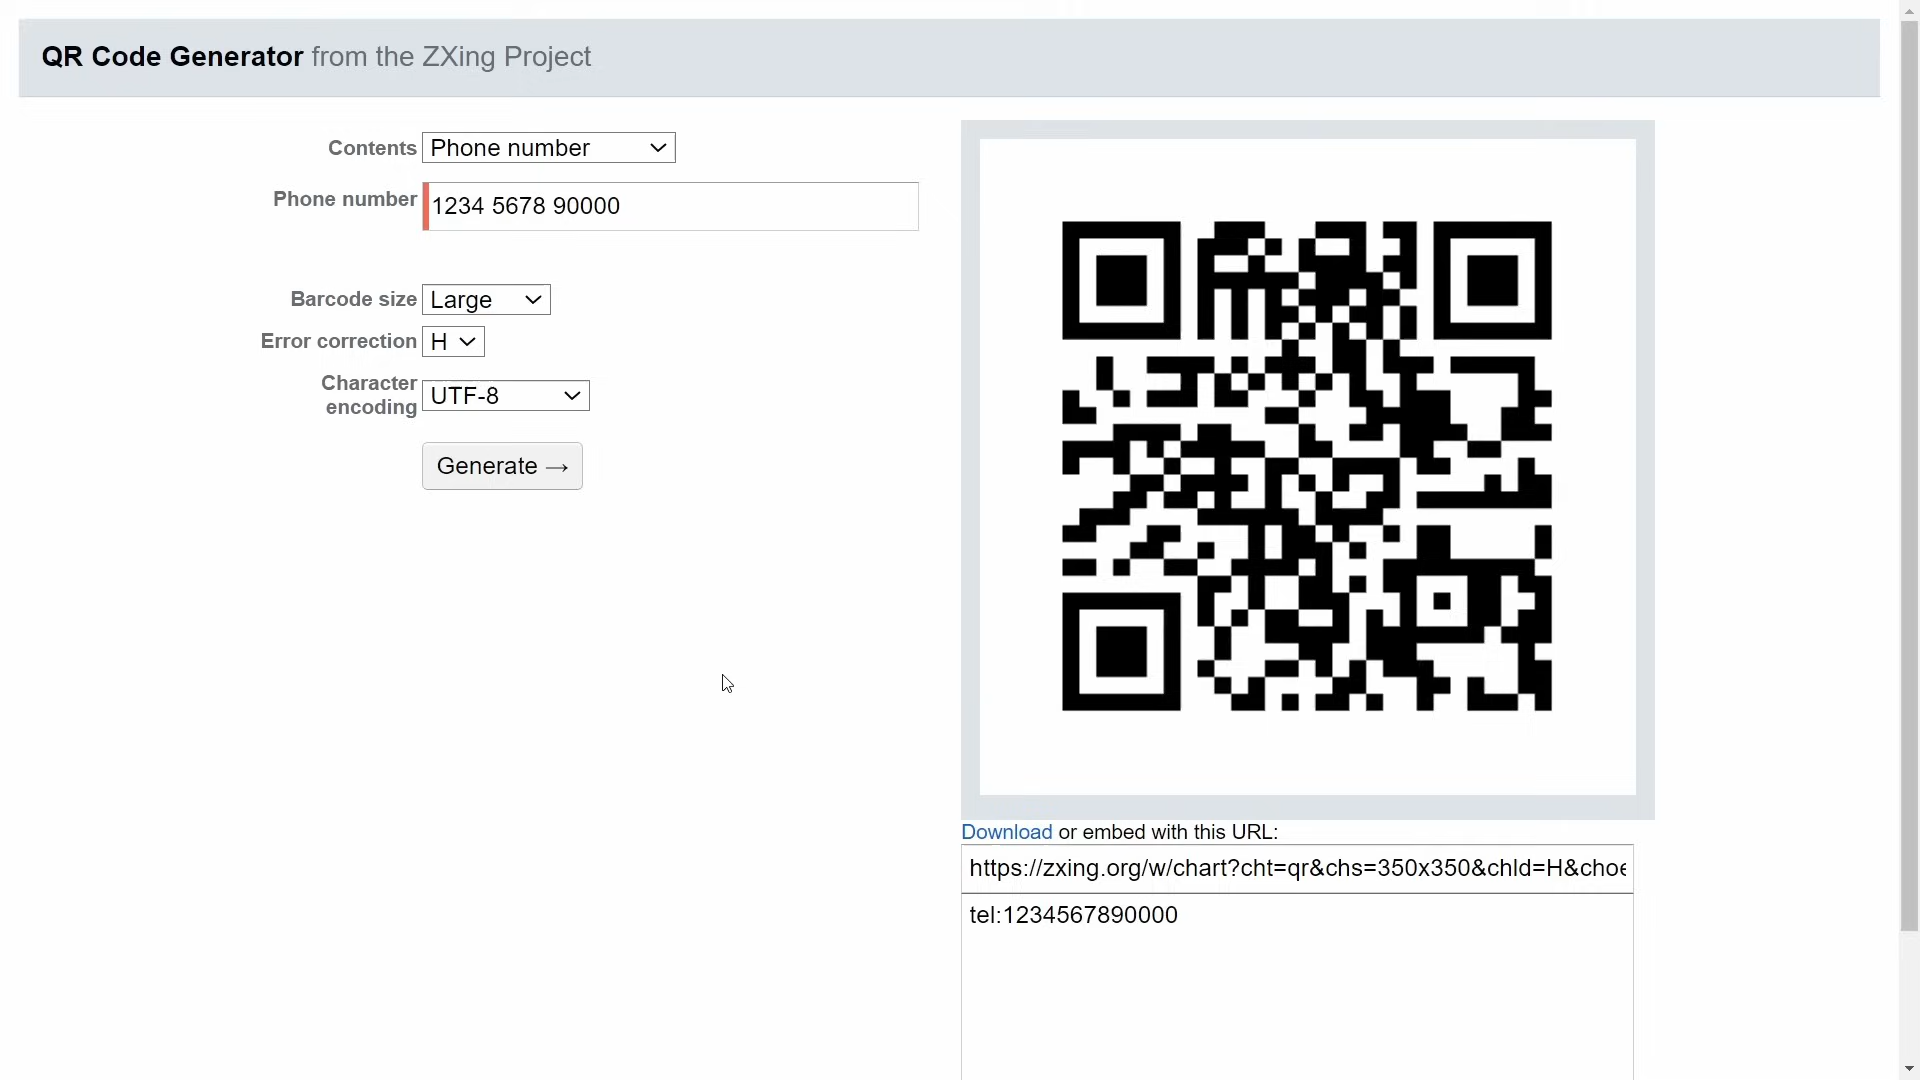 QR Code Generator from the ZXing Project
Contents Phone number
Phone number 1234 5678 90000
Barcode size Large
Error correction H
Character encoding UTF-8
Generate →
Download or embed with this URL:
https://zxing.org/w/chart?cht=qr&chs=350x350&chld=H&choe
tel:1234567890000